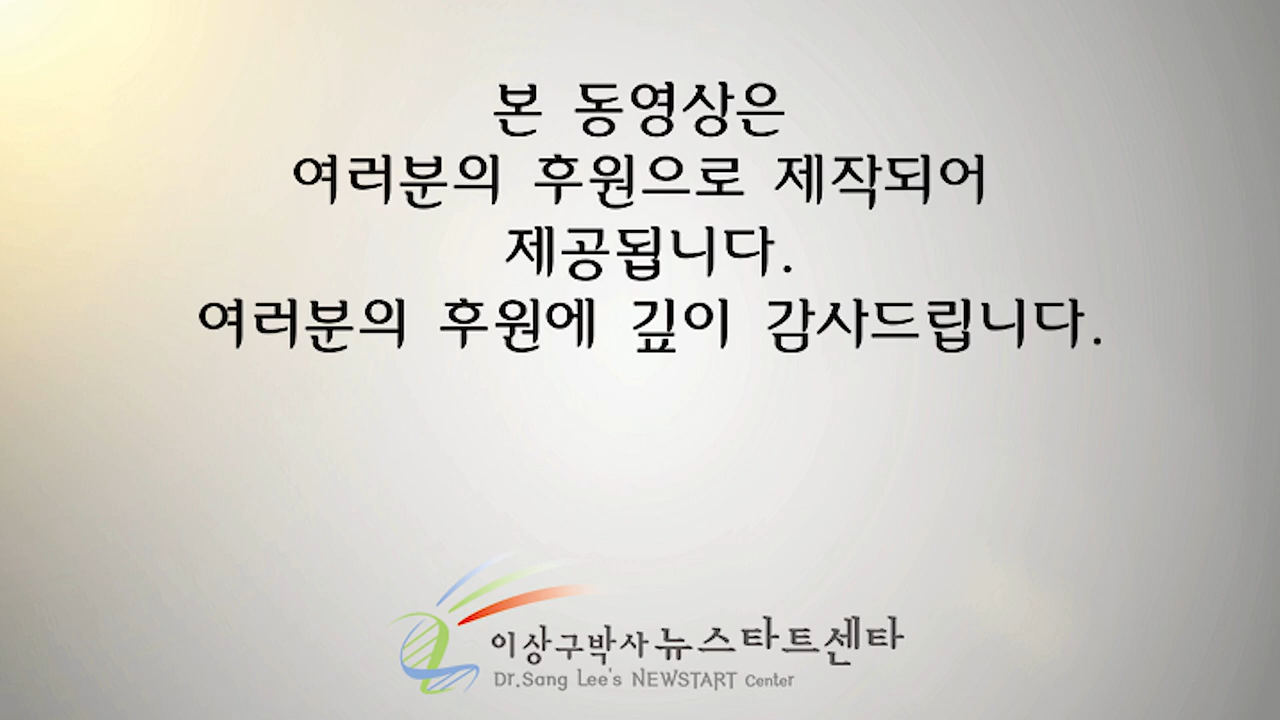 본 동영상은
여러분의 후원으로 제작되어
제공됩니다.
여러분의 후원에 깊이 감사드립니다.
이상구박사 뉴스타트센타
Dr.Sang Lee's NEWSTART Center